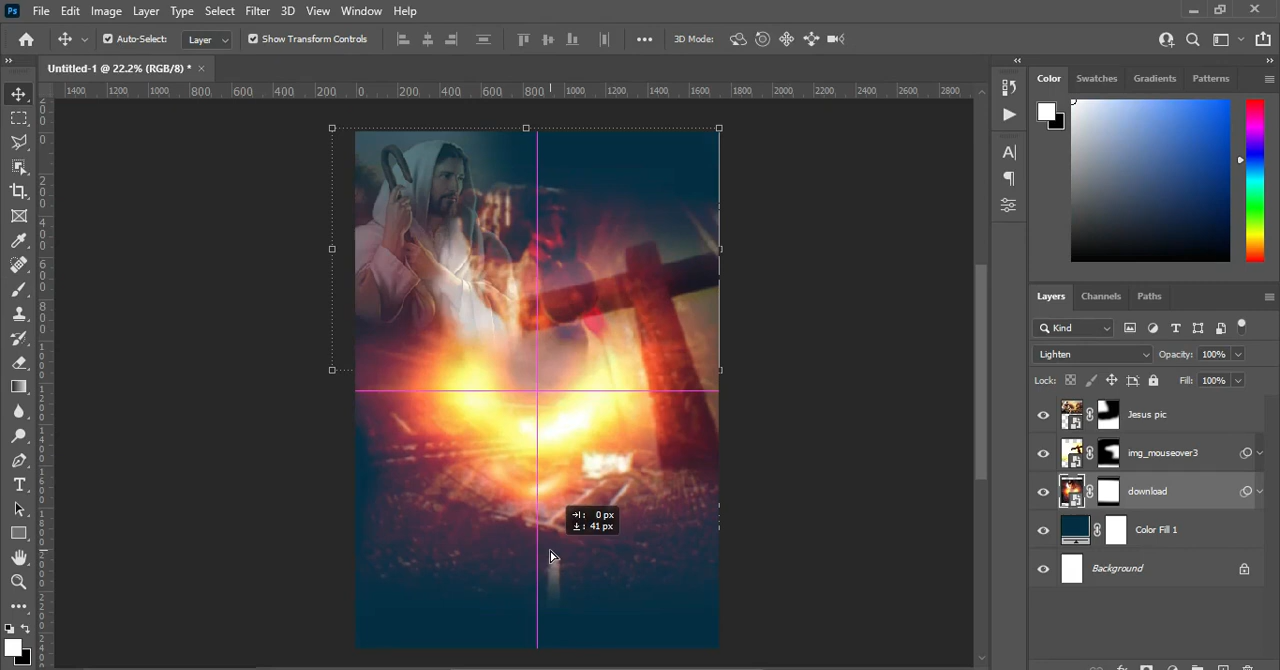 Ps File Edit Image Layer Type Select Filter 3D View Window Help
Auto-Select: Layer Show Transform Controls 3D Mode:
Untitled-1 @ 22.2% (RGB/8) *
1400 1200 1000 800 600 400 200 0 200 400 600 800 1000 1200 1400 1600 1800 2000 2200 2400 2600 2800
Color Swatches Gradients Patterns
Layers Channels Paths
Kind
Lighten Opacity: 100%
Lock: Fill: 100%
Jesus pic
img_mouseover3
download
Color Fill 1
Background
0 px
41 px